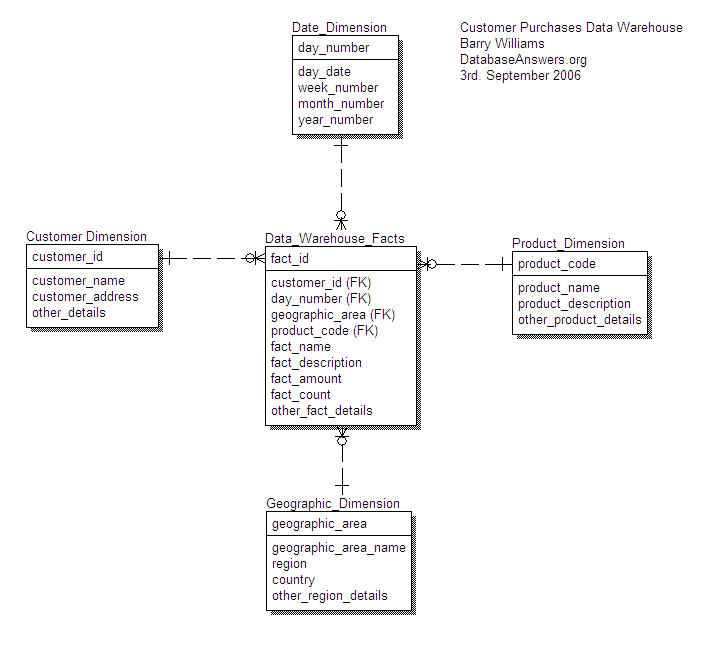 Date_Dimension
day_number
day_date
week_number
month_number
year_number
Customer Purchases Data Warehouse
Barry Williams
DatabaseAnswers.org
3rd. September 2006
Customer Dimension
customer_id
customer_name
customer_address
other_details
Data_Warehouse_Facts
fact_id
customer_id (FK)
day_number (FK)
geographic_area (FK)
product_code (FK)
fact_name
fact_description
fact_amount
fact_count
other_fact_details
Product_Dimension
product_code
product_name
product_description
other_product_details
Geographic_Dimension
geographic_area
geographic_area_name
region
country
other_region_details